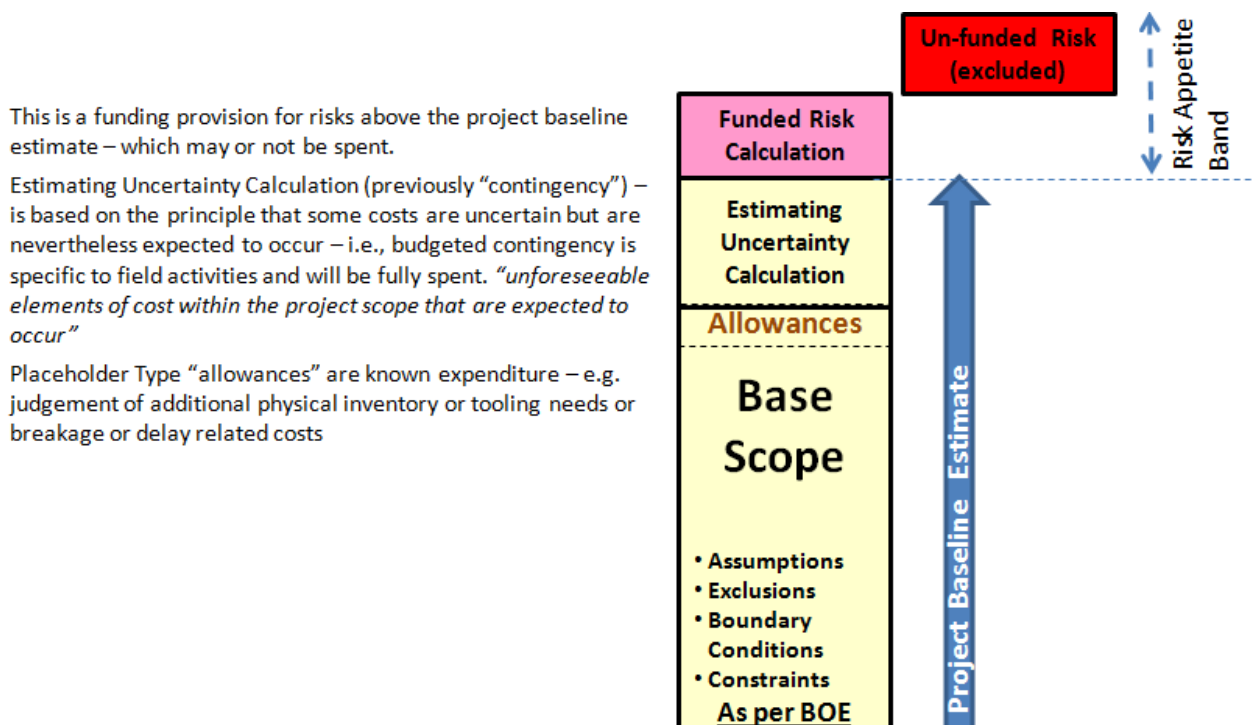 This is a funding provision for risks above the project baseline
estimate – which may or not be spent.
Estimating Uncertainty Calculation (previously “contingency”) –
is based on the principle that some costs are uncertain but are
nevertheless expected to occur – i.e., budgeted contingency is
specific to field activities and will be fully spent. “unforeseeable
elements of cost within the project scope that are expected to
occur”
Placeholder Type “allowances” are known expenditure – e.g.
judgement of additional physical inventory or tooling needs or
breakage or delay related costs
Un-funded Risk
(excluded)
Risk Appetite
Band
Funded Risk
Calculation
Estimating
Uncertainty
Calculation
Allowances
Base
Scope
• Assumptions
• Exclusions
• Boundary
Conditions
• Constraints
As per BOE
Project Baseline Estimate